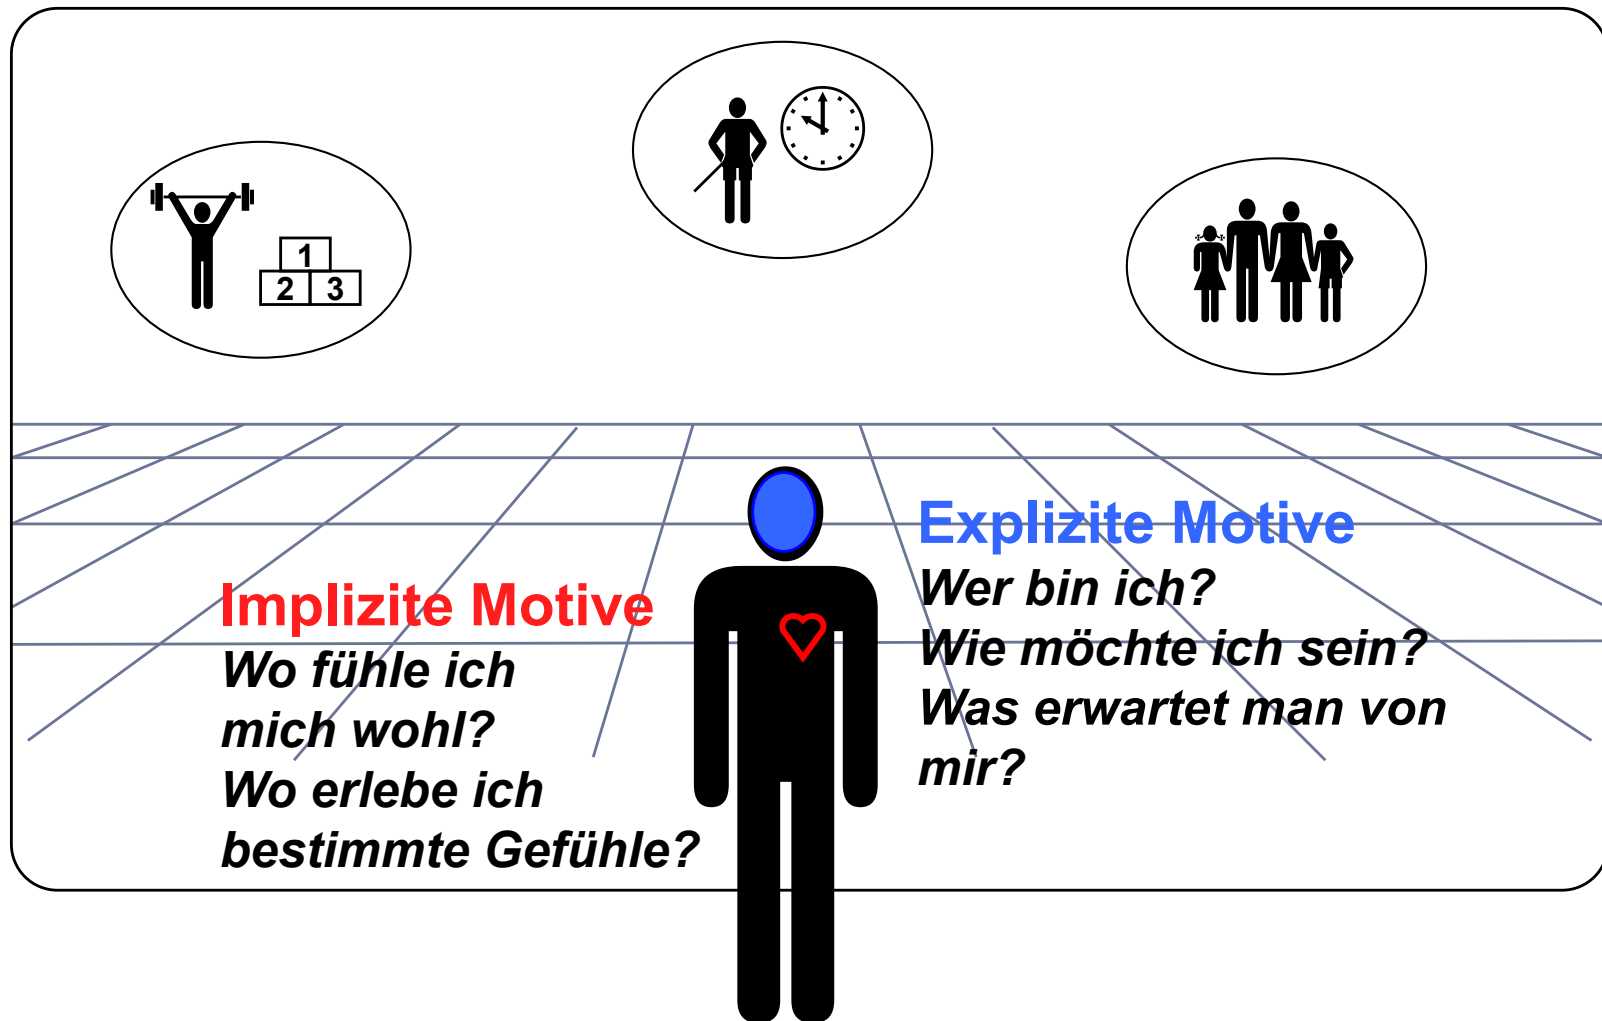 1
2 3
Implizite Motive
Wo fühle ich
mich wohl?
Wo erlebe ich
bestimmte Gefühle?
Explizite Motive
Wer bin ich?
Wie möchte ich sein?
Was erwartet man von
mir?